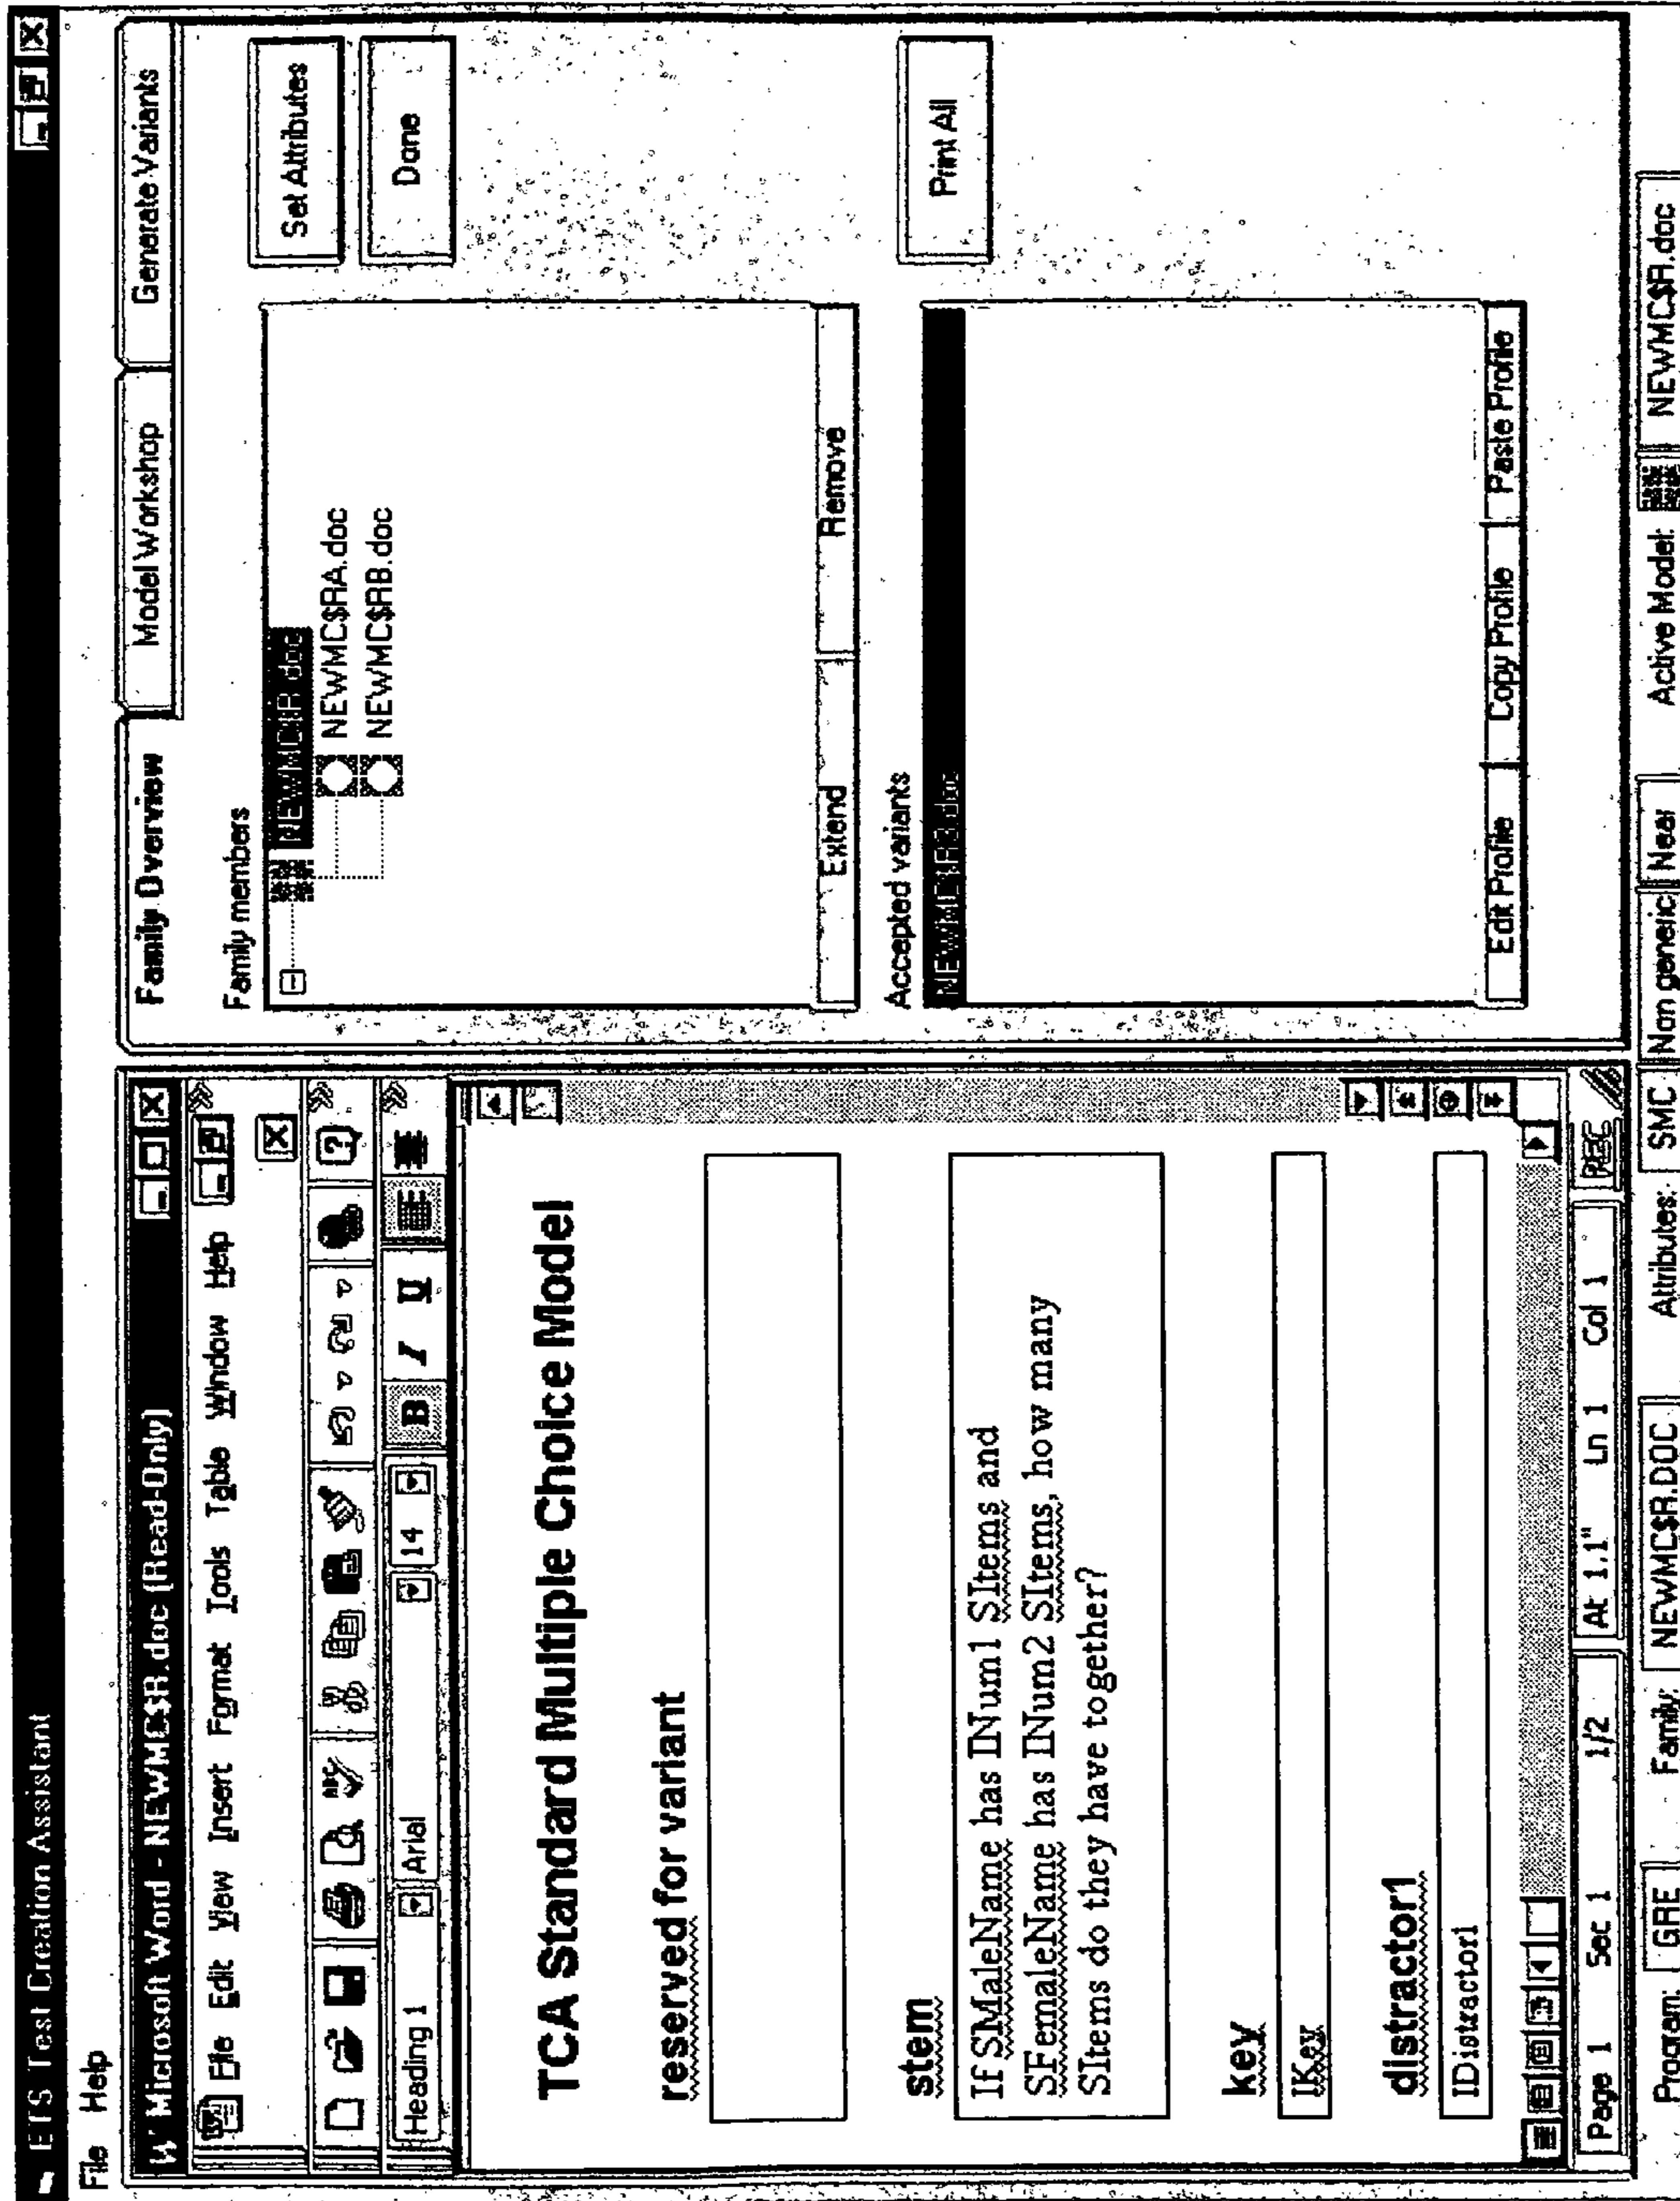 ETS Test Creation Assistant
File Help
Microsoft Word - NEWMC$R.doc (Read-Only)
File Edit View Insert Format Tools Table Window Help
Heading 1 Arial 14 B I U
TCA Standard Multiple Choice Model
reserved for variant
stem
If SMaleName has INum1 SItems and
SFemaleName has INum2 SItems, how many
SItems do they have together?
key
IKey
distractor1
IDistractor1
Page 1 Sec 1 1/2 At 1.1" Ln 1 Col 1 REC
Family Overview Model Workshop Generate Variants
Family members
NEWMC$R.doc
NEWMC$RA.doc
NEWMC$RB.doc
Set Attributes
Done
Extend Remove
Accepted variants
NEWMC$R.doc
Print All
Edit Profile Copy Profile Paste Profile
Program: GRE Family: NEWMC$R.DOC Attributes: SMC Non generic Near Active Model: NEWMC$R.doc